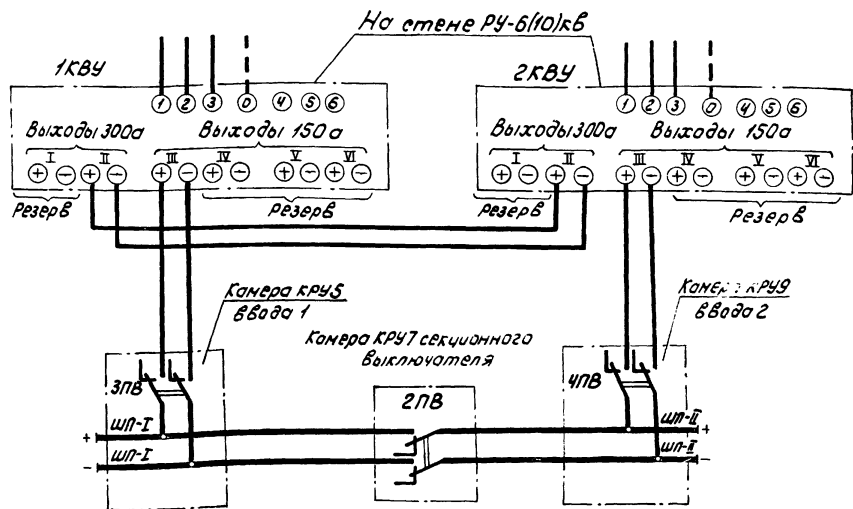 На стене РУ-6(10)кв
1КВУ
2КВУ
1 2 3 0 4 5 6
1 2 3 0 4 5 6
Выходы 300а
Выходы 150а
Выходы 300а
Выходы 150а
I II III IV V VI
I II III IV V VI
+ − + − + − + − + − + −
+ − + − + − + − + − + −
Резерв
Резерв
Резерв
Резерв
Камера КРУ5
ввода 1
Камера КРУ9
ввода 2
Камера КРУ7 секционного
выключателя
3ПВ
2ПВ
4ПВ
+ ШП-I
ШП-II +
− ШП-I
ШП-II −